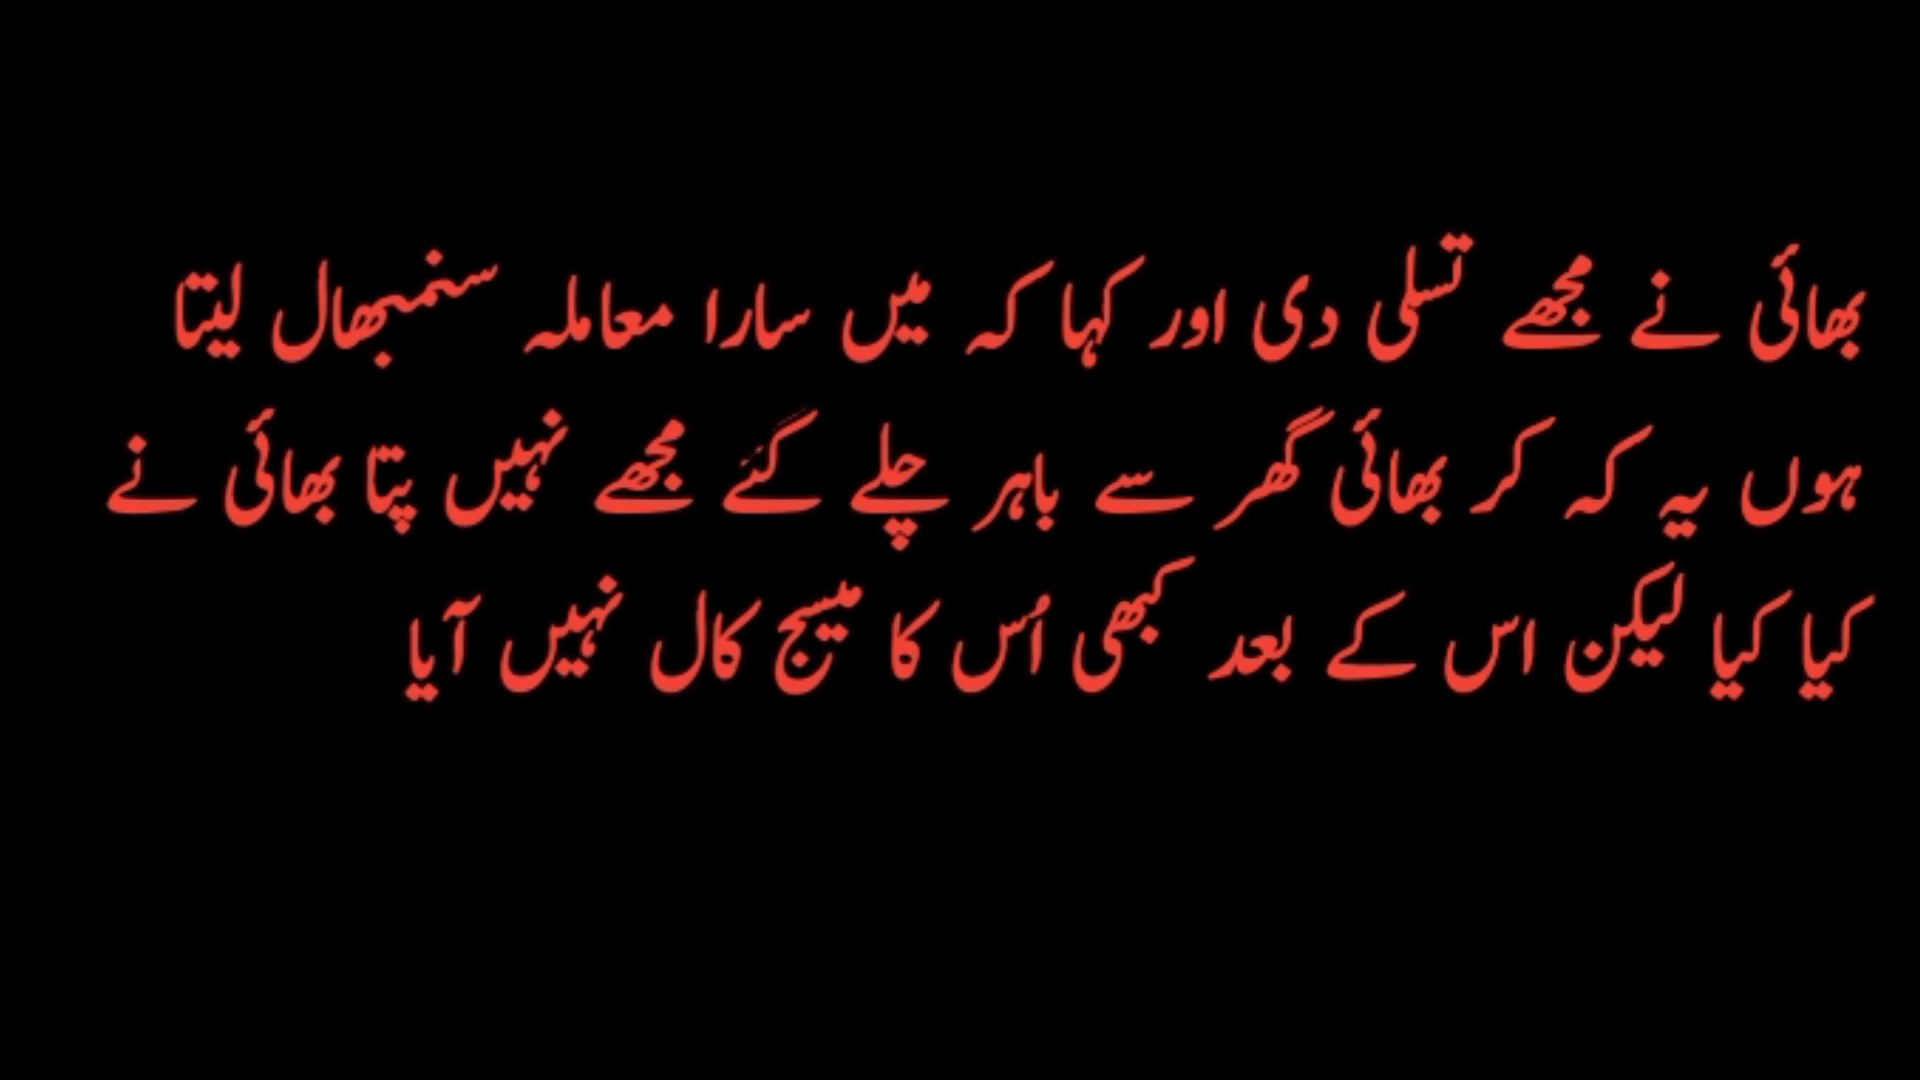 بھائی نے مجھے تسلی دی اور کہا کہ میں سارا معاملہ سنمبھال لیتا
ہوں یہ کہ کر بھائی گھر سے باہر چلے گئے مجھے نہیں پتا بھائی نے
کیا کیا لیکن اس کے بعد کبھی اُس کا میسج کال نہیں آیا